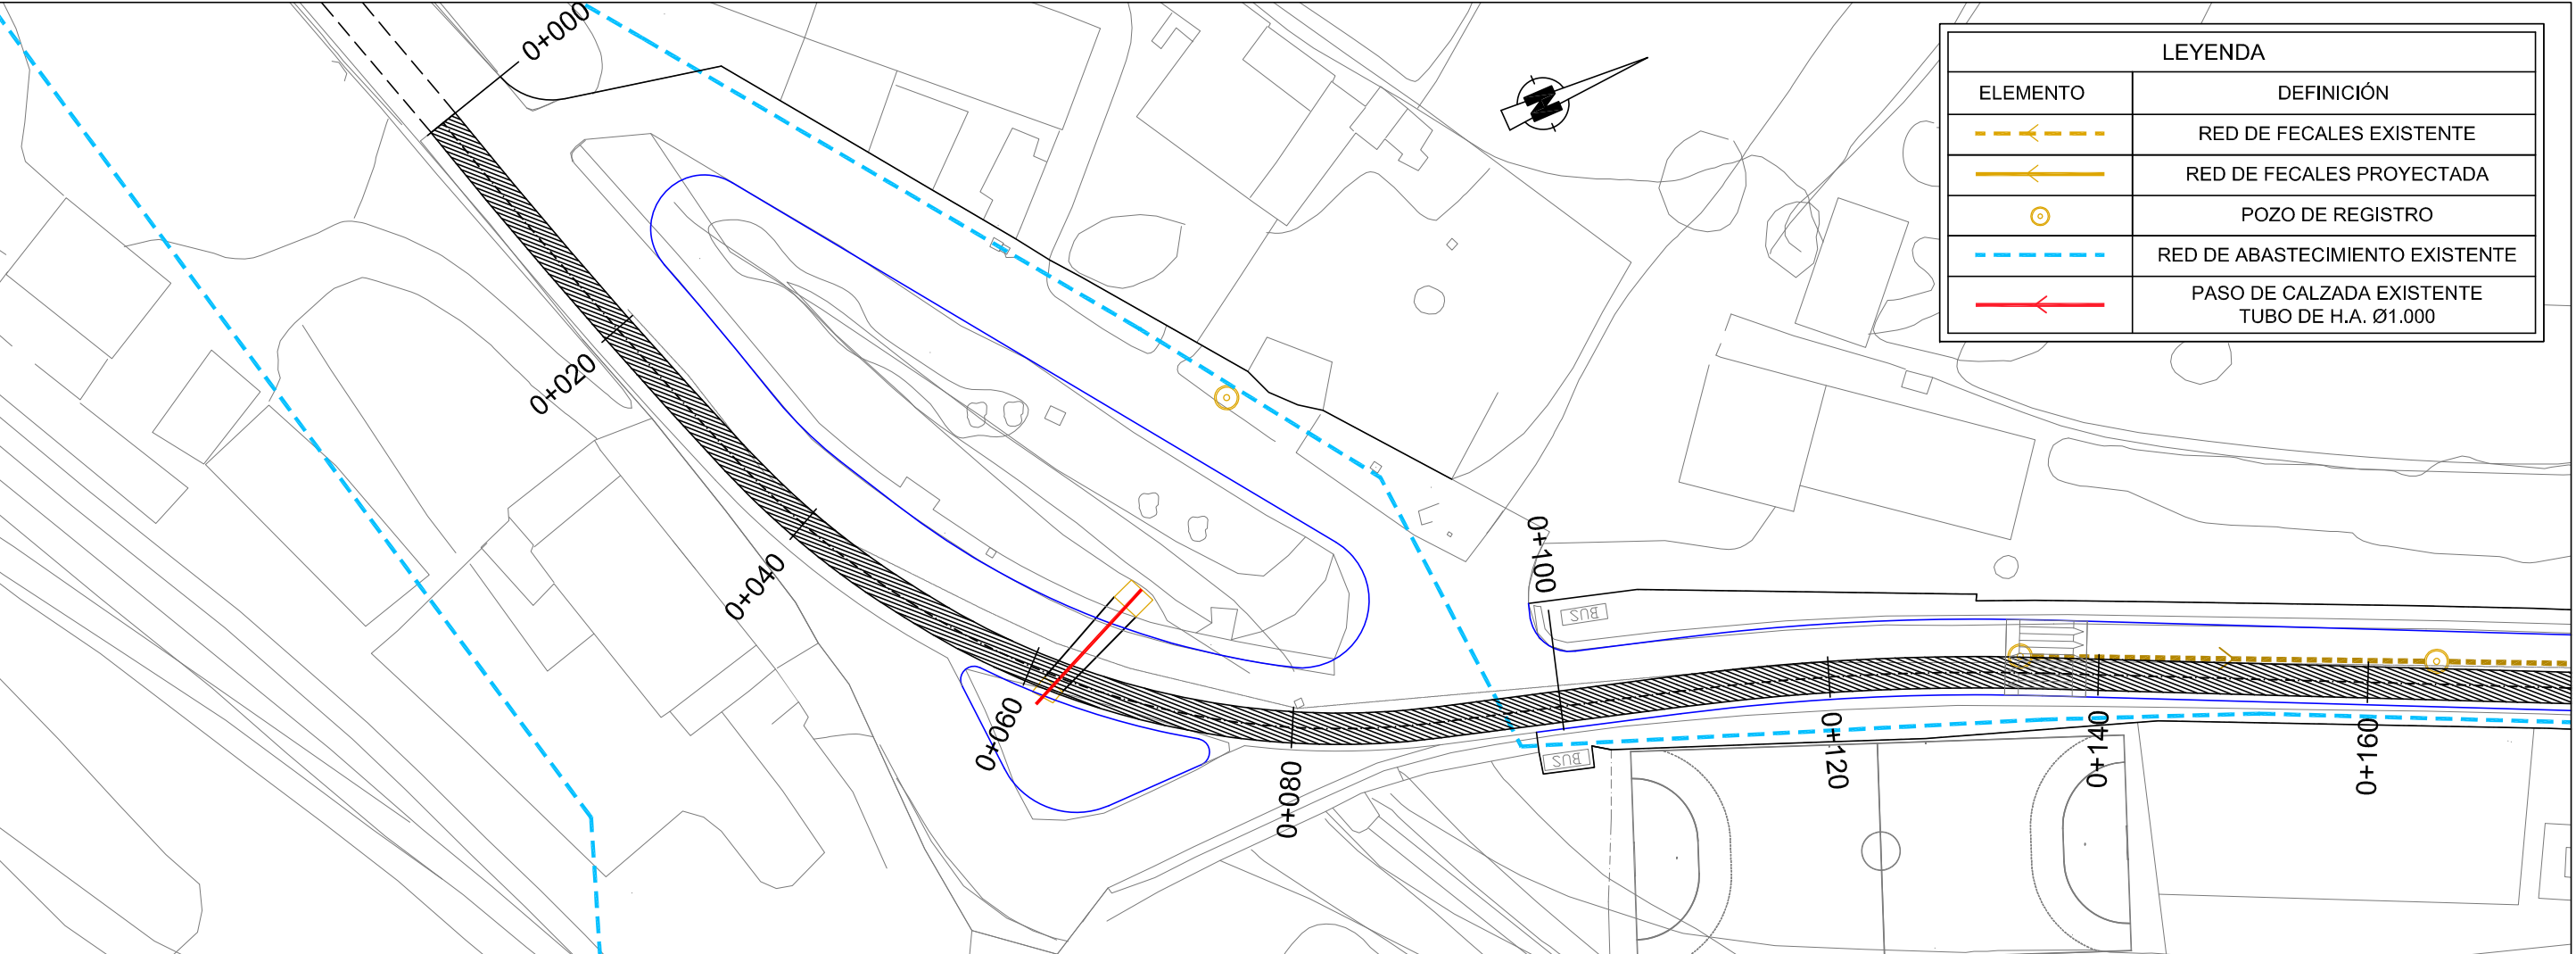 LEYENDA
ELEMENTO DEFINICIÓN
RED DE FECALES EXISTENTE
RED DE FECALES PROYECTADA
POZO DE REGISTRO
RED DE ABASTECIMIENTO EXISTENTE
PASO DE CALZADA EXISTENTE
TUBO DE H.A. Ø1.000
N
0+000
0+020
0+040
0+060
0+080
0+100
0+120
0+140
0+160
BUS
BUS